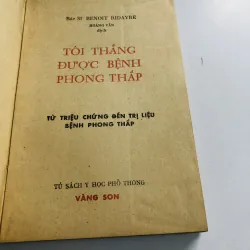 Bác Sĩ BENOIT BIDAYRE
HOÀNG VĂN
dịch
TÔI THẮNG
ĐƯỢC BỆNH
PHONG THẤP
TỪ TRIỆU CHỨNG ĐẾN TRỊ LIỆU
BỆNH PHONG THẤP
TỦ SÁCH Y HỌC PHỔ THÔNG
VÀNG SON